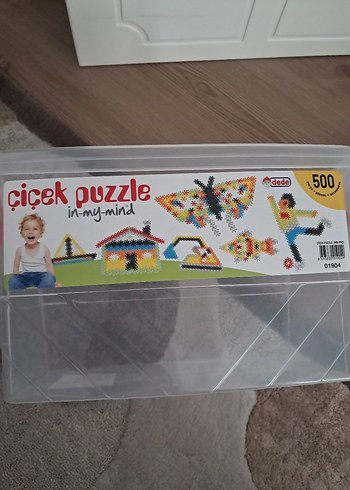 çiçek puzzle
in-my-mind
dede
500
01904